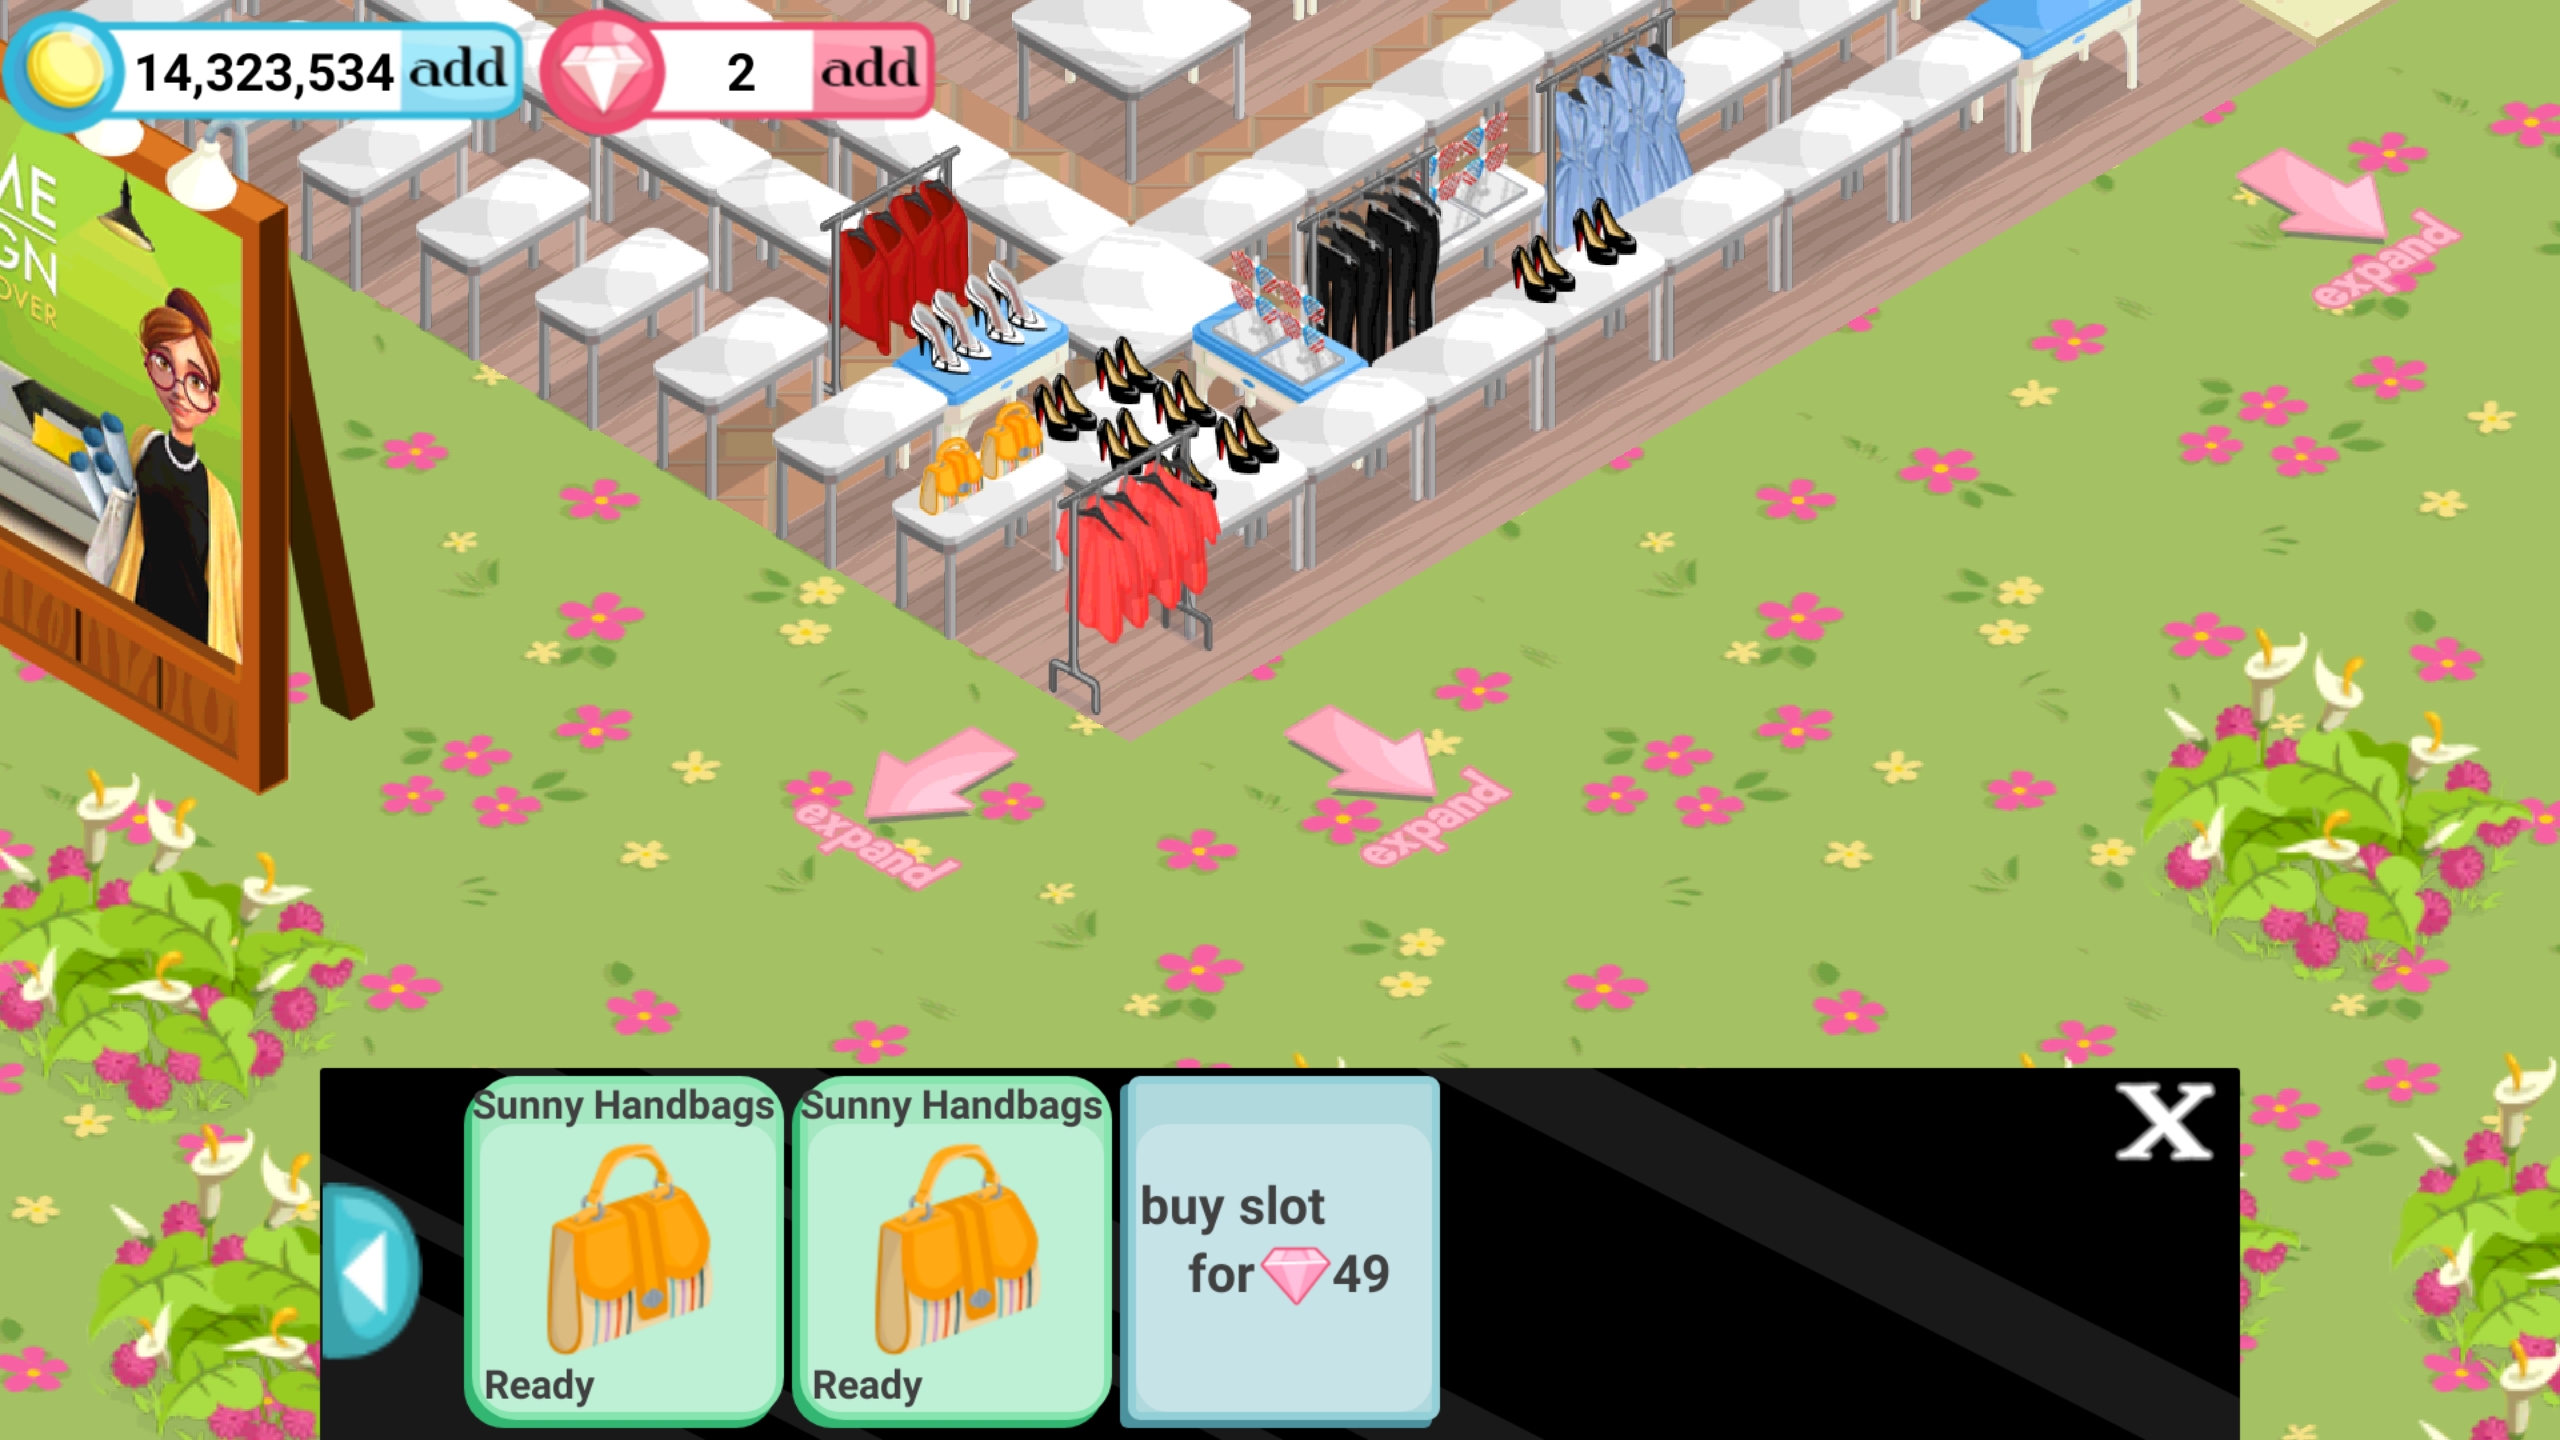 14,323,534 add
2 add
expand
expand
expand
Sunny Handbags
Ready
Sunny Handbags
Ready
buy slot
for 49
X